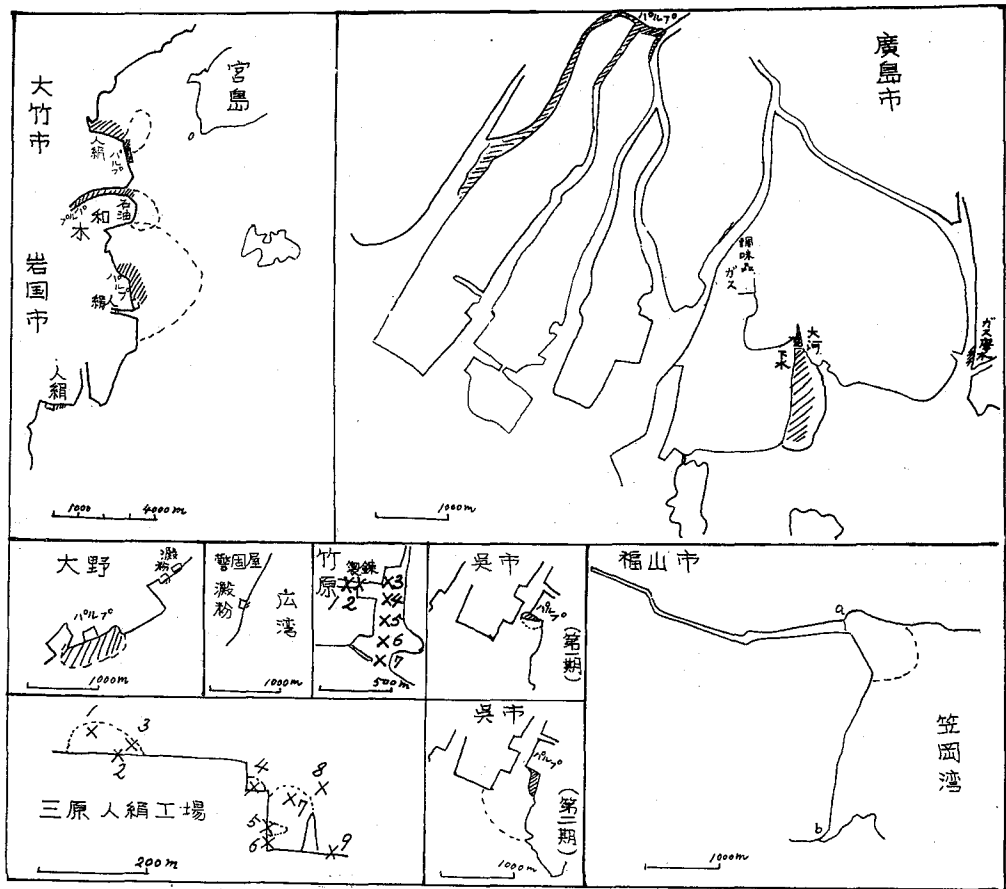 大竹市
宮島
人絹
パルプ
パルプ
石油
和木
岩国市
パルプ
人絹
人絹
1000 4000m
パルプ
廣島市
調味品
ガス
大河
下水
ガス廃水
1000m
大野
澱粉
パルプ
1000m
警固屋
澱粉
広湾
1000m
竹原
製錬
1 2 3
4
5
6
7
500m
呉市
パルプ
(第一期)
1000m
福山市
a
b
笠岡湾
1000m
1
3
2
4
8
7
5
6
9
三原人絹工場
200m
呉市
パルプ
(第二期)
1000m